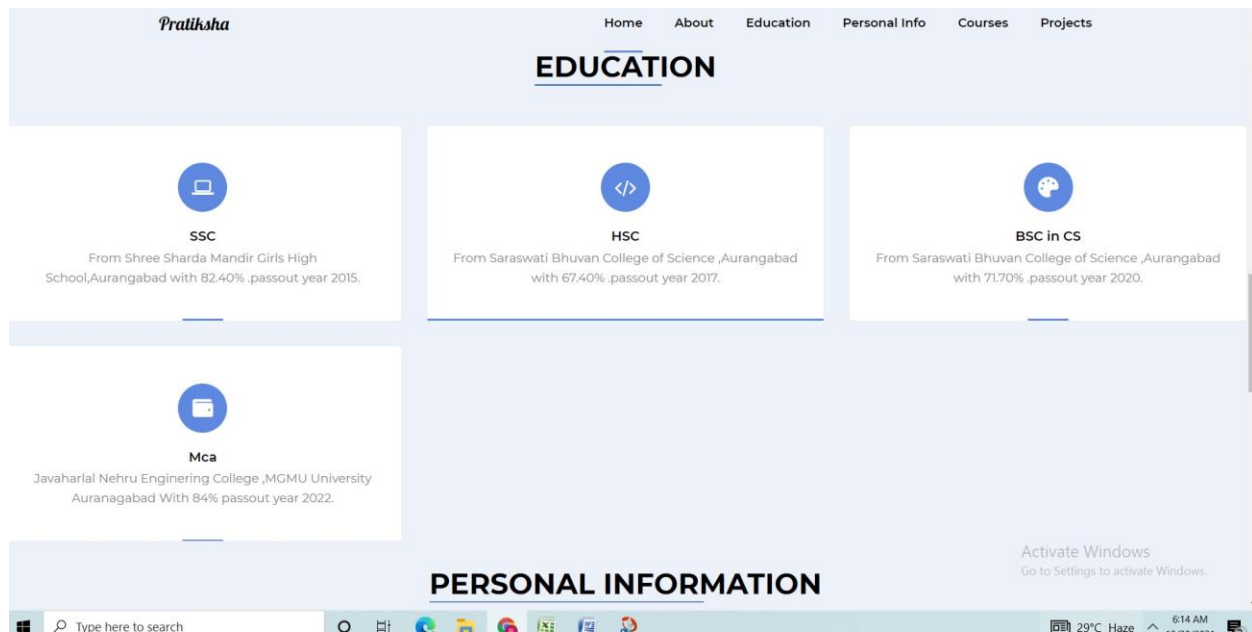 Pratiksha
Home About Education Personal Info Courses Projects
EDUCATION
SSC
From Shree Sharda Mandir Girls High
School,Aurangabad with 82.40% .passout year 2015.
HSC
From Saraswati Bhuvan College of Science ,Aurangabad
with 67.40% .passout year 2017.
BSC in CS
From Saraswati Bhuvan College of Science ,Aurangabad
with 71.70% .passout year 2020.
Mca
Javaharlal Nehru Enginering College ,MGMU University
Auranagabad With 84% passout year 2022.
Activate Windows
Go to Settings to activate Windows.
PERSONAL INFORMATION
Type here to search
29°C Haze
6:14 AM